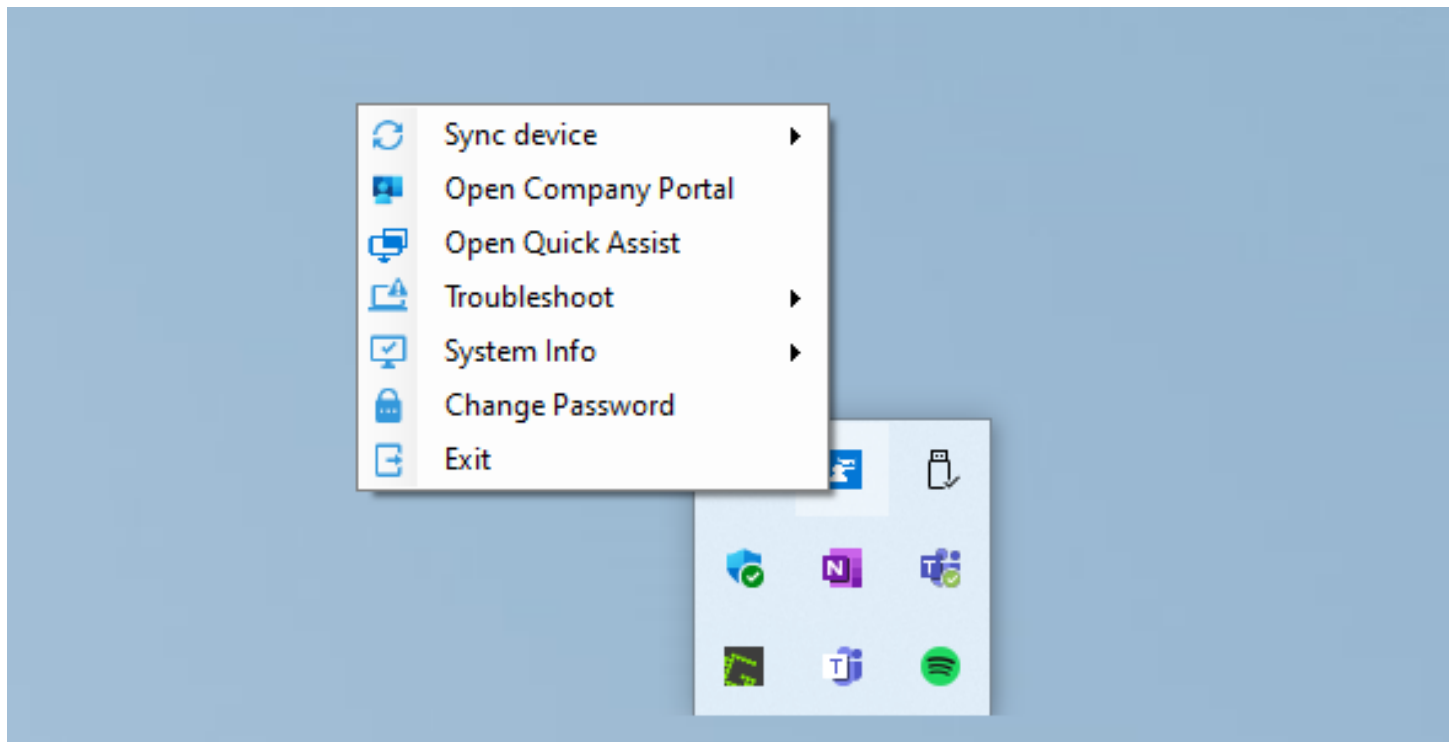 Sync device
Open Company Portal
Open Quick Assist
Troubleshoot
System Info
Change Password
Exit
N
T
T